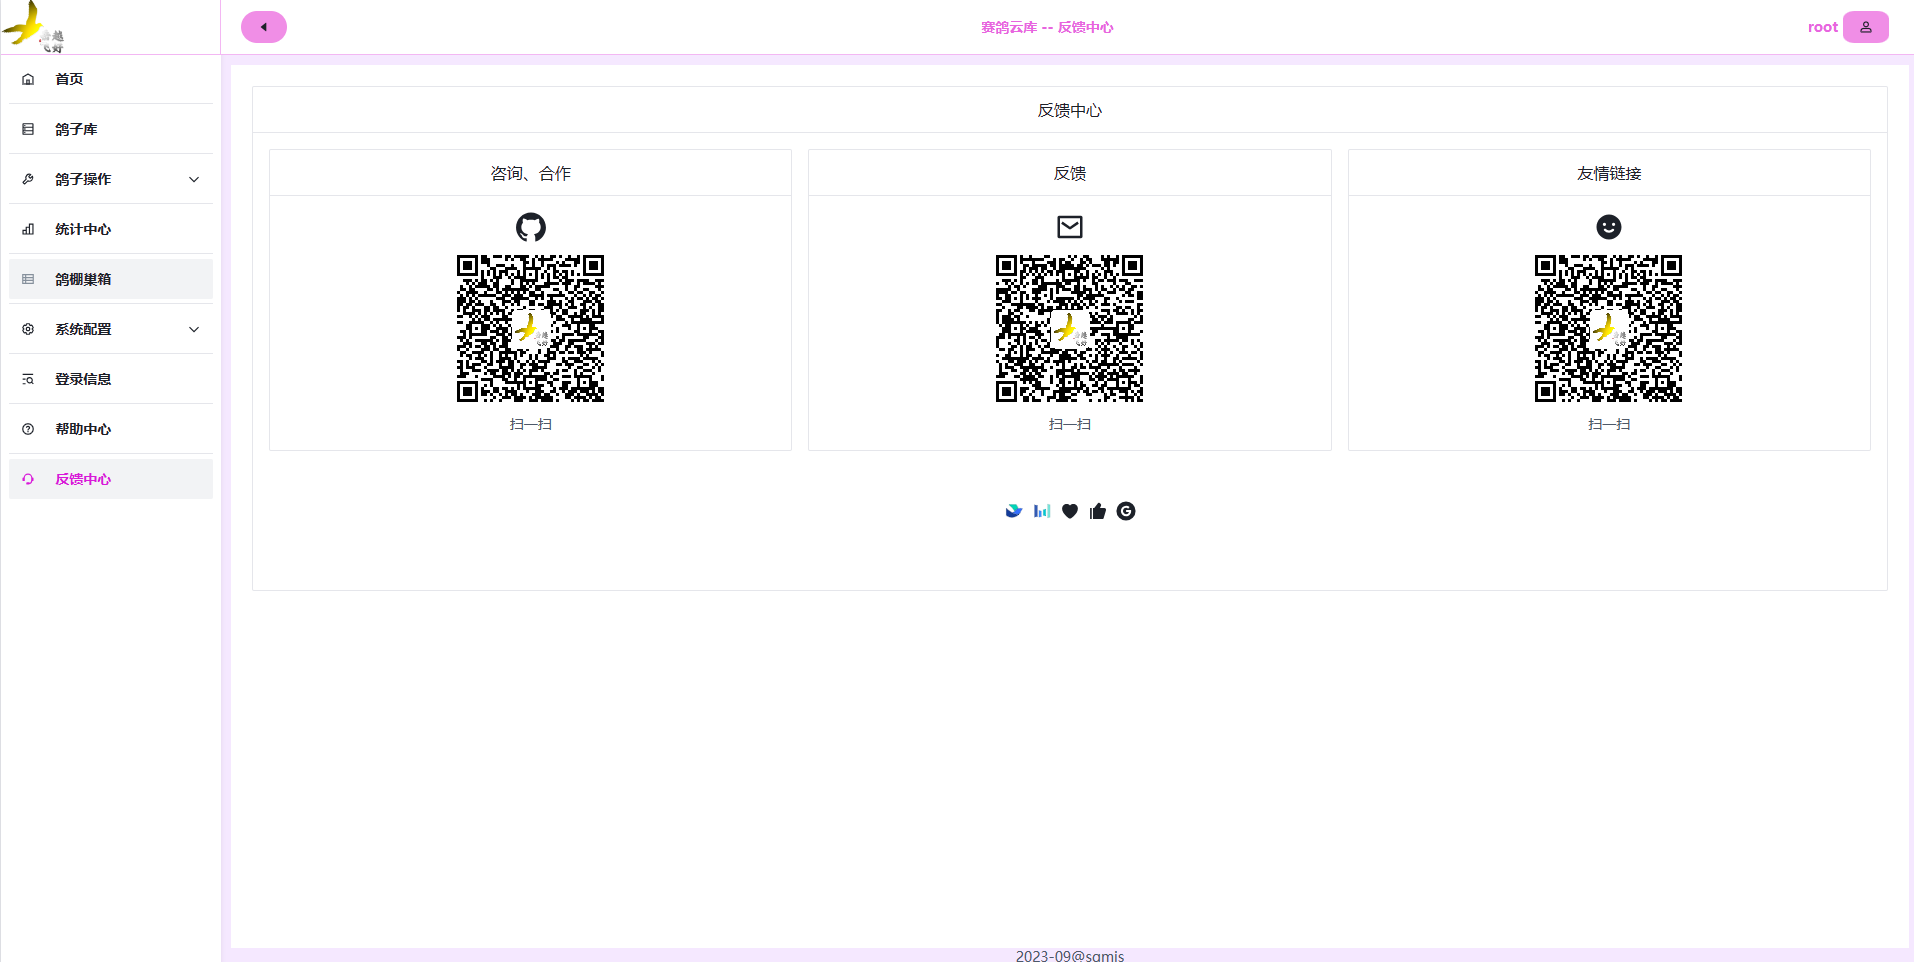 赛鸽云库 -- 反馈中心
root
首页
鸽子库
鸽子操作
统计中心
鸽棚巢箱
系统配置
登录信息
帮助中心
反馈中心
反馈中心
咨询、合作
扫一扫
反馈
扫一扫
友情链接
扫一扫
2023-09@sgmis